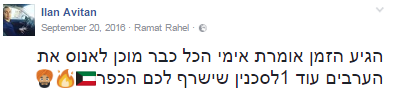 Ilan Avitan
September 20, 2016 · Ramat Rahel ·
הגיע הזמן אומרת אימי הכל כבר מוכן לאנוס את
הערבים עוד 1לסכנין שישרף לכם הכפר🇰🇼🔥👳🏽